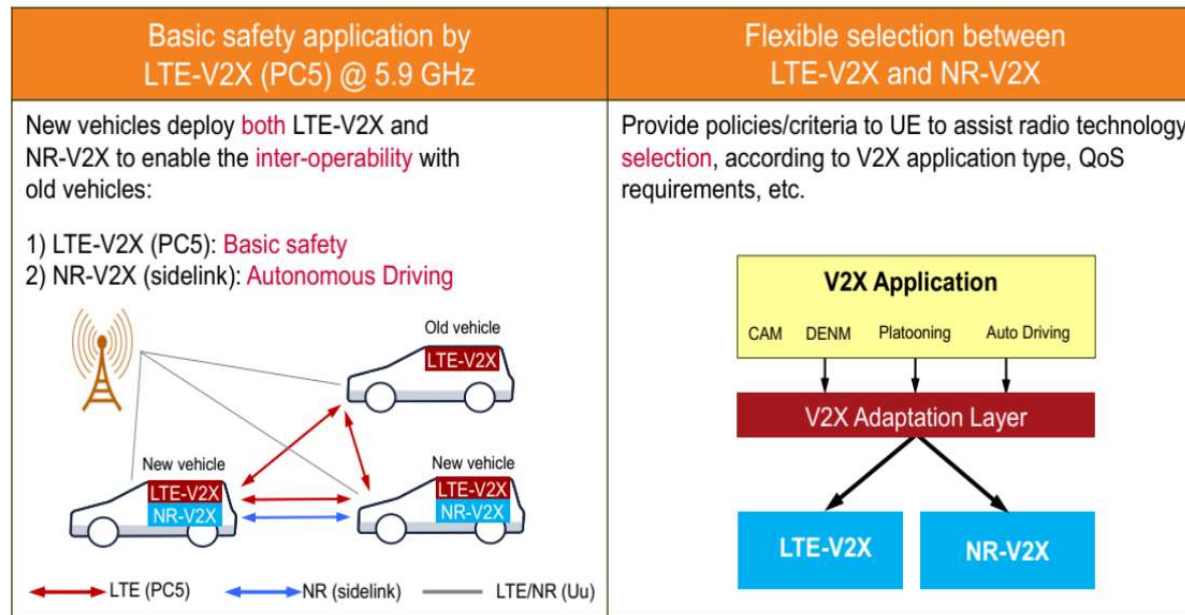 Basic safety application by
LTE-V2X (PC5) @ 5.9 GHz
New vehicles deploy both LTE-V2X and
NR-V2X to enable the inter-operability with
old vehicles:
1) LTE-V2X (PC5): Basic safety
2) NR-V2X (sidelink): Autonomous Driving
Old vehicle
LTE-V2X
New vehicle
LTE-V2X
NR-V2X
New vehicle
LTE-V2X
NR-V2X
LTE (PC5)
NR (sidelink)
LTE/NR (Uu)
Flexible selection between
LTE-V2X and NR-V2X
Provide policies/criteria to UE to assist radio technology
selection, according to V2X application type, QoS
requirements, etc.
V2X Application
CAM DENM Platooning Auto Driving
V2X Adaptation Layer
LTE-V2X
NR-V2X